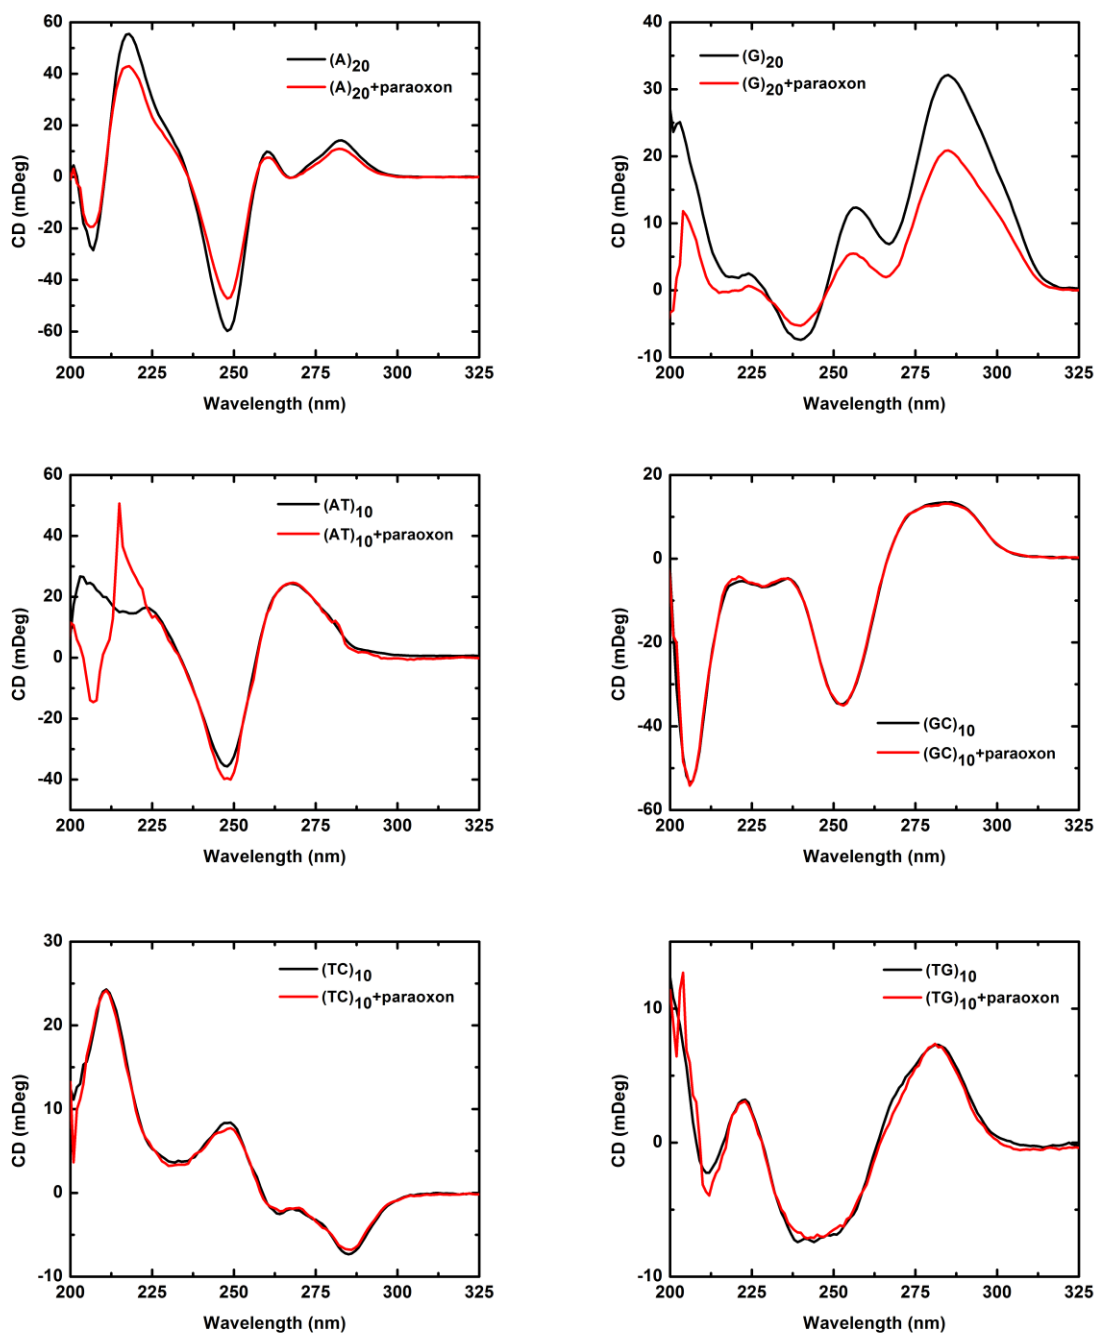 60
40
20
0
-20
-40
-60
CD (mDeg)
(A)20
(A)20+paraoxon
200 225 250 275 300 325
Wavelength (nm)
40
30
20
10
0
-10
CD (mDeg)
(G)20
(G)20+paraoxon
200 225 250 275 300 325
Wavelength (nm)
60
40
20
0
-20
-40
CD (mDeg)
(AT)10
(AT)10+paraoxon
200 225 250 275 300 325
Wavelength (nm)
20
0
-20
-40
-60
CD (mDeg)
(GC)10
(GC)10+paraoxon
200 225 250 275 300 325
Wavelength (nm)
30
20
10
0
-10
CD (mDeg)
(TC)10
(TC)10+paraoxon
200 225 250 275 300 325
Wavelength (nm)
10
0
-10
CD (mDeg)
(TG)10
(TG)10+paraoxon
200 225 250 275 300 325
Wavelength (nm)